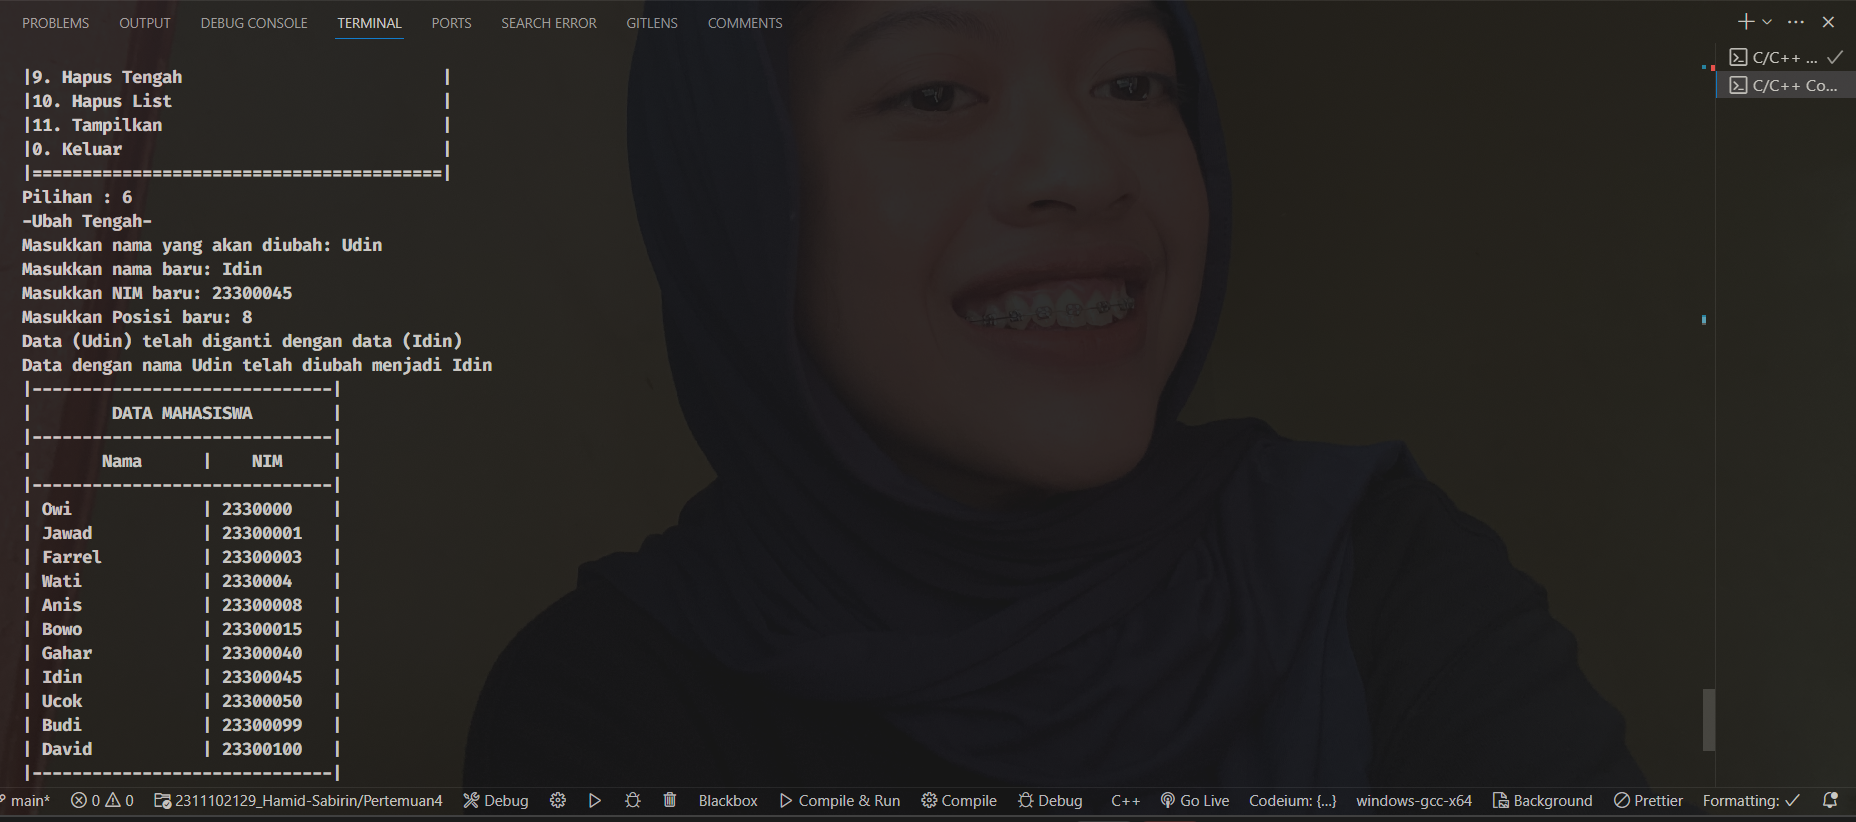 PROBLEMS OUTPUT DEBUG CONSOLE TERMINAL PORTS SEARCH ERROR GITLENS COMMENTS
C/C++ ...
C/C++ Co...
|9. Hapus Tengah                          |
|10. Hapus List                           |
|11. Tampilkan                            |
|0. Keluar                                |
|=========================================|
Pilihan : 6
-Ubah Tengah-
Masukkan nama yang akan diubah: Udin
Masukkan nama baru: Idin
Masukkan NIM baru: 23300045
Masukkan Posisi baru: 8
Data (Udin) telah diganti dengan data (Idin)
Data dengan nama Udin telah diubah menjadi Idin
|------------------------------|
|        DATA MAHASISWA        |
|------------------------------|
|       Nama      |    NIM     |
|------------------------------|
| Owi             | 2330000    |
| Jawad           | 23300001   |
| Farrel          | 23300003   |
| Wati            | 2330004    |
| Anis            | 23300008   |
| Bowo            | 23300015   |
| Gahar           | 23300040   |
| Idin            | 23300045   |
| Ucok            | 23300050   |
| Budi            | 23300099   |
| David           | 23300100   |
|------------------------------|
main* 0 0 2311102129_Hamid-Sabirin/Pertemuan4 Debug Blackbox Compile & Run Compile Debug C++ Go Live Codeium: {...} windows-gcc-x64 Background Prettier Formatting: